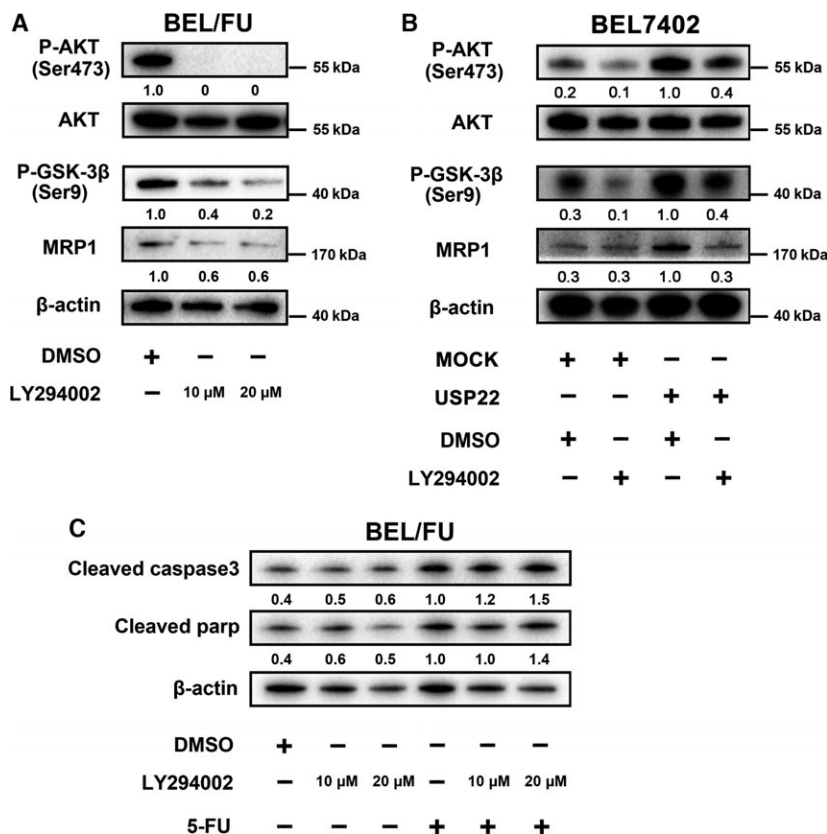 A
BEL/FU
P-AKT
(Ser473)
55 kDa
1.0 0 0
AKT
55 kDa
P-GSK-3β
(Ser9)
40 kDa
1.0 0.4 0.2
MRP1
170 kDa
1.0 0.6 0.6
β-actin
40 kDa
DMSO + − −
LY294002 − 10 μM 20 μM
B
BEL7402
P-AKT
(Ser473)
55 kDa
0.2 0.1 1.0 0.4
AKT
55 kDa
P-GSK-3β
(Ser9)
40 kDa
0.3 0.1 1.0 0.4
MRP1
170 kDa
0.3 0.3 1.0 0.3
β-actin
40 kDa
MOCK + + − −
USP22 − − + +
DMSO + − + −
LY294002 − + − +
C
BEL/FU
Cleaved caspase3
0.4 0.5 0.6 1.0 1.2 1.5
Cleaved parp
0.4 0.6 0.5 1.0 1.0 1.4
β-actin
DMSO + − − − − −
LY294002 − 10 μM 20 μM − 10 μM 20 μM
5-FU − − − + + +